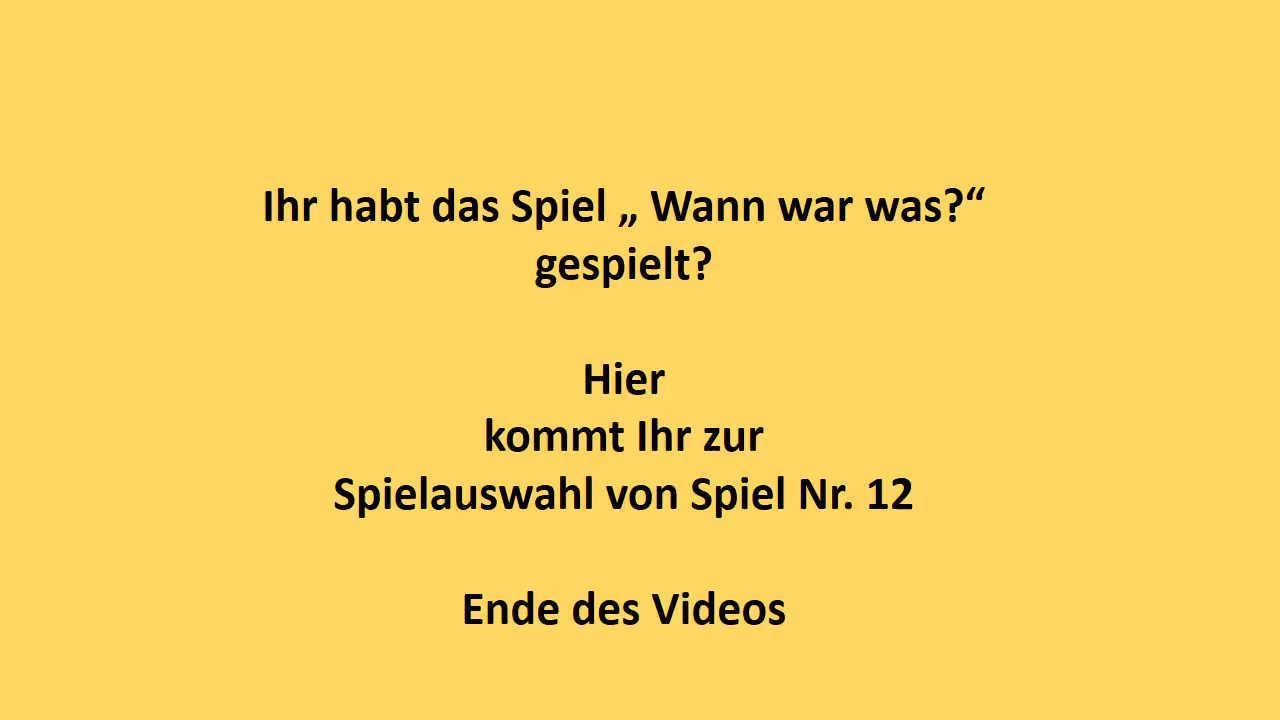 Ihr habt das Spiel „ Wann war was?“
gespielt?
Hier
kommt Ihr zur
Spielauswahl von Spiel Nr. 12
Ende des Videos